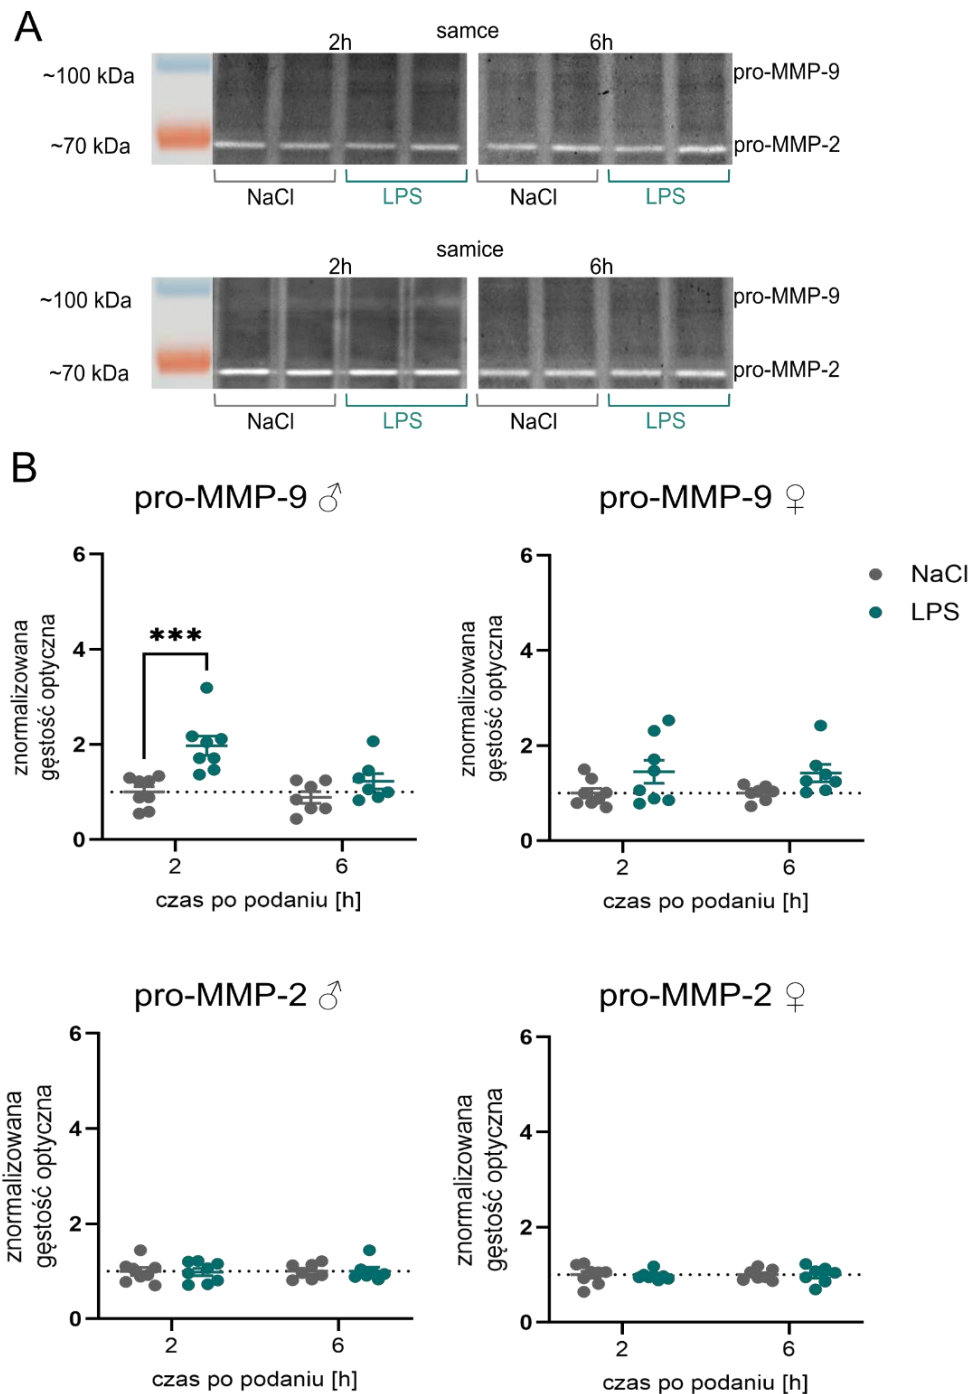 A
samce
2h 6h
~100 kDa pro-MMP-9
~70 kDa pro-MMP-2
NaCl LPS NaCl LPS
samice
2h 6h
~100 kDa pro-MMP-9
~70 kDa pro-MMP-2
NaCl LPS NaCl LPS
B
pro-MMP-9 ♂
znormalizowana
gęstość optyczna
6
4
2
0
***
2 6
czas po podaniu [h]
pro-MMP-9 ♀
znormalizowana
gęstość optyczna
6
4
2
0
2 6
czas po podaniu [h]
NaCl
LPS
pro-MMP-2 ♂
znormalizowana
gęstość optyczna
6
4
2
0
2 6
czas po podaniu [h]
pro-MMP-2 ♀
znormalizowana
gęstość optyczna
6
4
2
0
2 6
czas po podaniu [h]